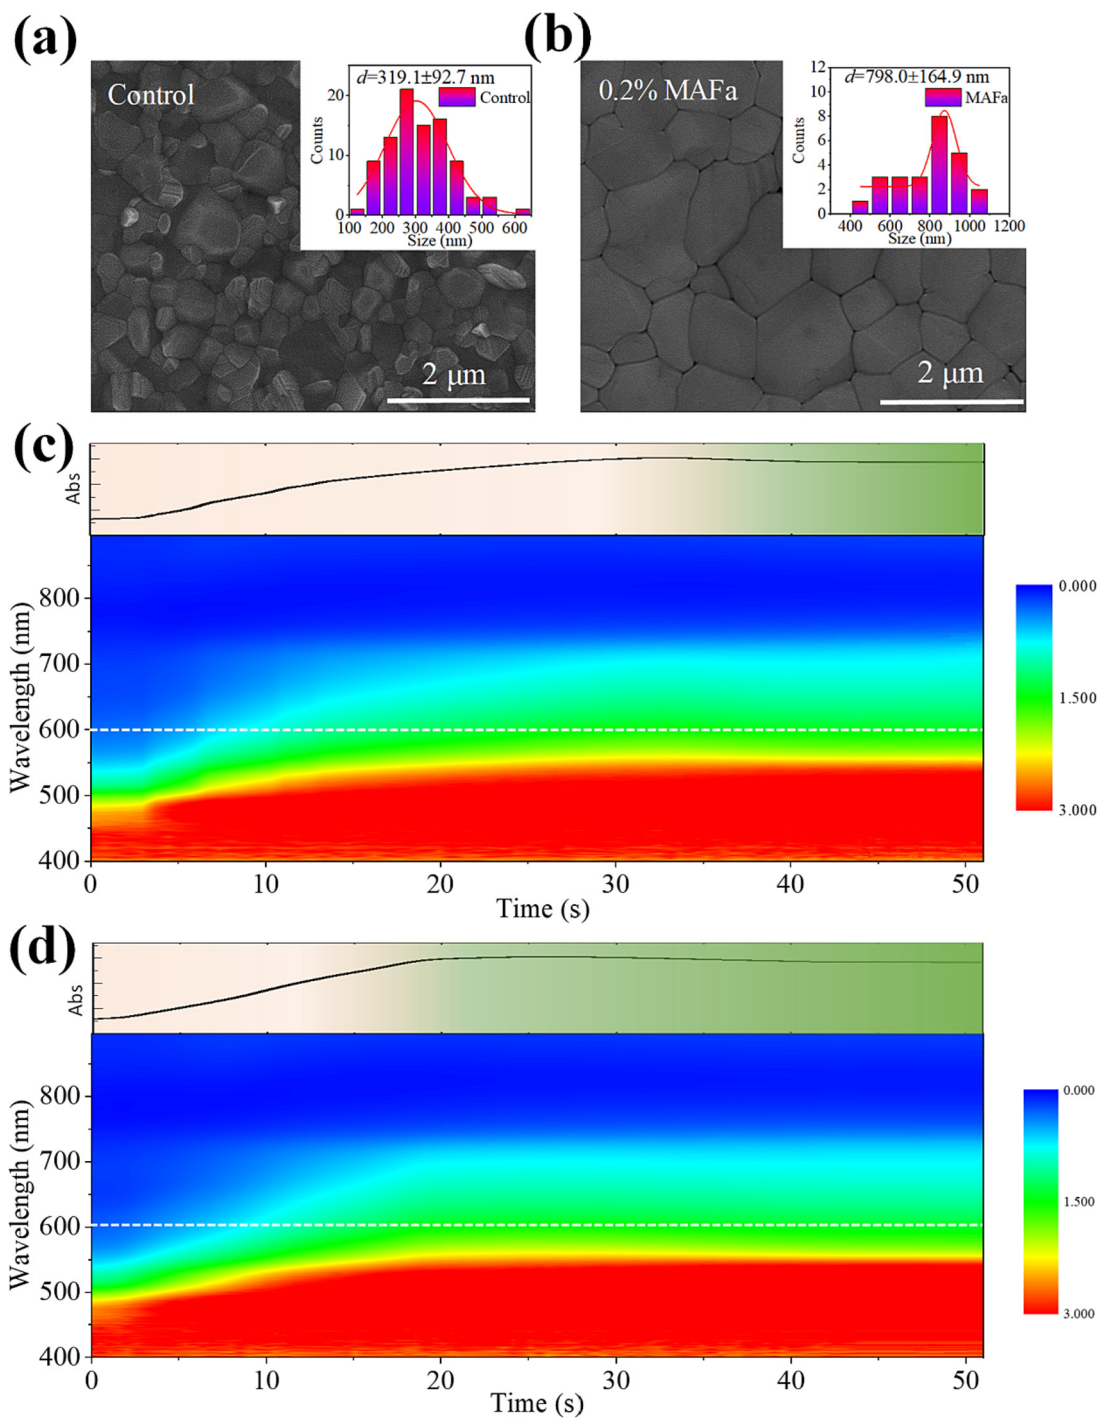 (a)
Control
d=319.1±92.7 nm
Control
Counts
20
10
0
100 200 300 400 500 600
Size (nm)
2 μm
(b)
0.2% MAFa
d=798.0±164.9 nm
MAFa
Counts
12
10
8
6
4
2
0
400 600 800 1000 1200
Size (nm)
2 μm
(c)
Abs
Wavelength (nm)
800
700
600
500
400
0 10 20 30 40 50
Time (s)
0.000
1.500
3.000
(d)
Abs
Wavelength (nm)
800
700
600
500
400
0 10 20 30 40 50
Time (s)
0.000
1.500
3.000